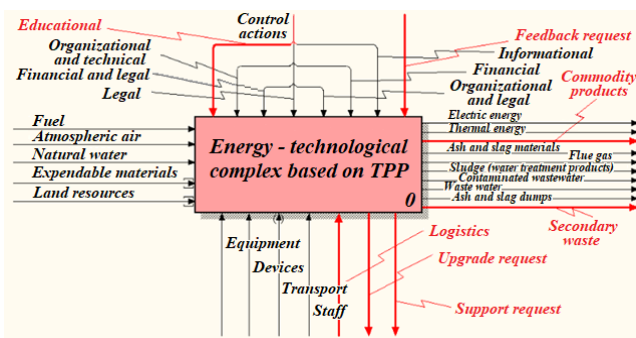 Educational
Control
actions
Organizational
and technical
Financial and legal
Legal
Feedback request
Informational
Financial
Organizational
and legal
Commodity
products
Fuel
Atmospheric air
Natural water
Expendable materials
Land resources
Energy - technological
complex based on TPP
0
Electric energy
Thermal energy
Ash and slag materials
Flue gas
Sludge (water treatment products)
Contaminated wastewater
Waste water
Ash and slag dumps
Secondary
waste
Equipment
Devices
Transport
Staff
Logistics
Upgrade request
Support request